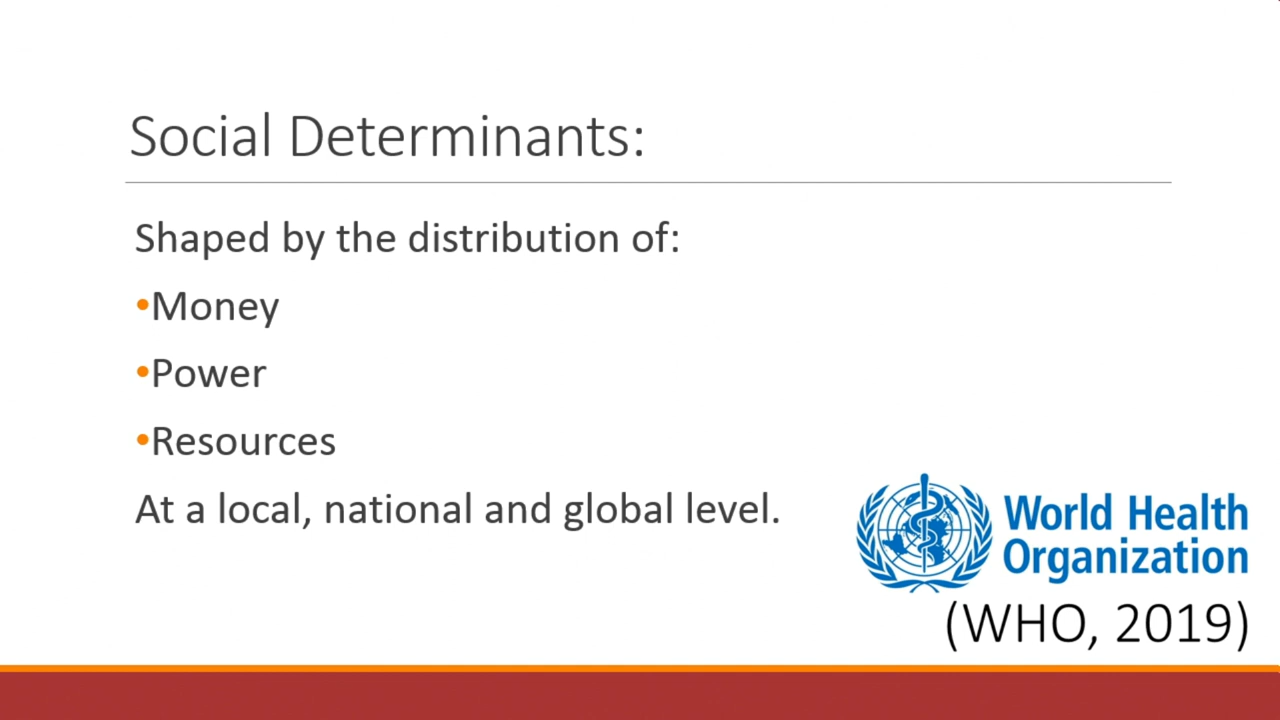 Social Determinants:
Shaped by the distribution of:
•Money
•Power
•Resources
At a local, national and global level.
World Health
Organization
(WHO, 2019)